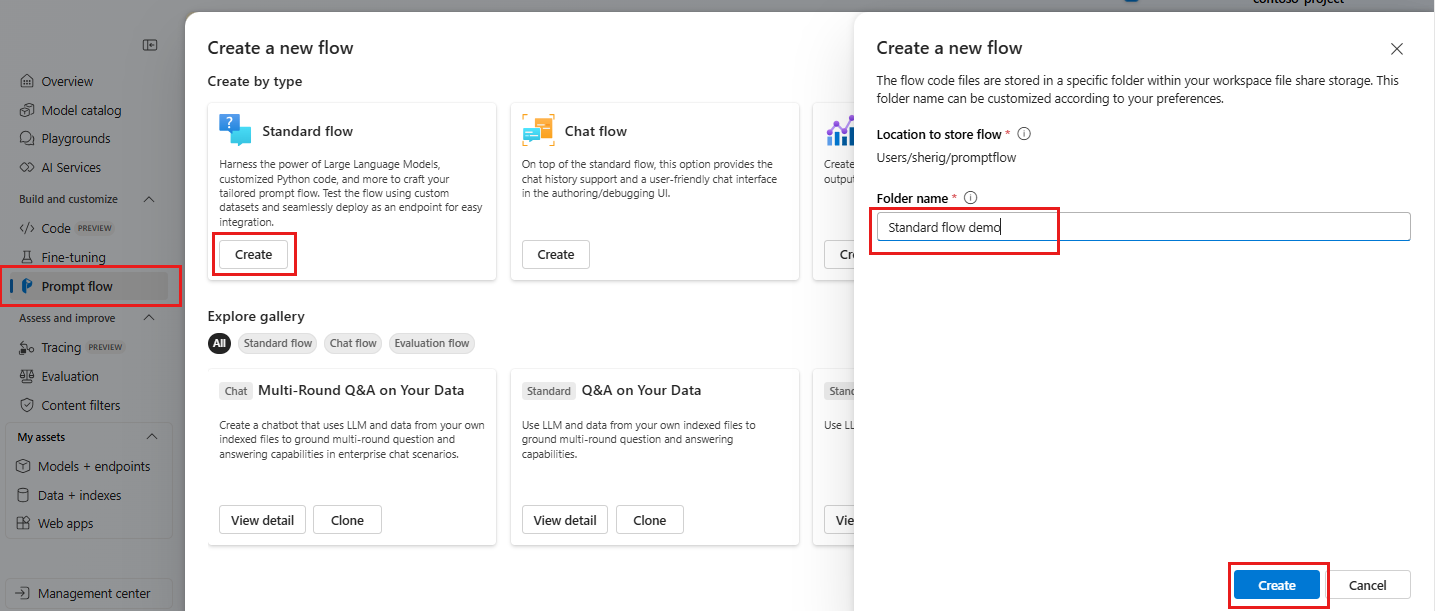 contoso-project
Overview
Model catalog
Playgrounds
AI Services
Build and customize
Code PREVIEW
Fine-tuning
Prompt flow
Assess and improve
Tracing PREVIEW
Evaluation
Content filters
My assets
Models + endpoints
Data + indexes
Web apps
Management center
Create a new flow
Create by type
Standard flow
Harness the power of Large Language Models,
customized Python code, and more to craft your
tailored prompt flow. Test the flow using custom
datasets and seamlessly deploy as an endpoint for easy
integration.
Create
Chat flow
On top of the standard flow, this option provides the
chat history support and a user-friendly chat interface
in the authoring/debugging UI.
Create
Create
outpu
Cr
Explore gallery
All Standard flow Chat flow Evaluation flow
Chat Multi-Round Q&A on Your Data
Create a chatbot that uses LLM and data from your own
indexed files to ground multi-round question and
answering capabilities in enterprise chat scenarios.
View detail Clone
Standard Q&A on Your Data
Use LLM and data from your own indexed files to
ground multi-round question and answering
capabilities.
View detail Clone
Stand
Use LL
Vie
Create a new flow
The flow code files are stored in a specific folder within your workspace file share storage. This
folder name can be customized according to your preferences.
Location to store flow *
Users/sherig/promptflow
Folder name *
Standard flow demo
Create Cancel